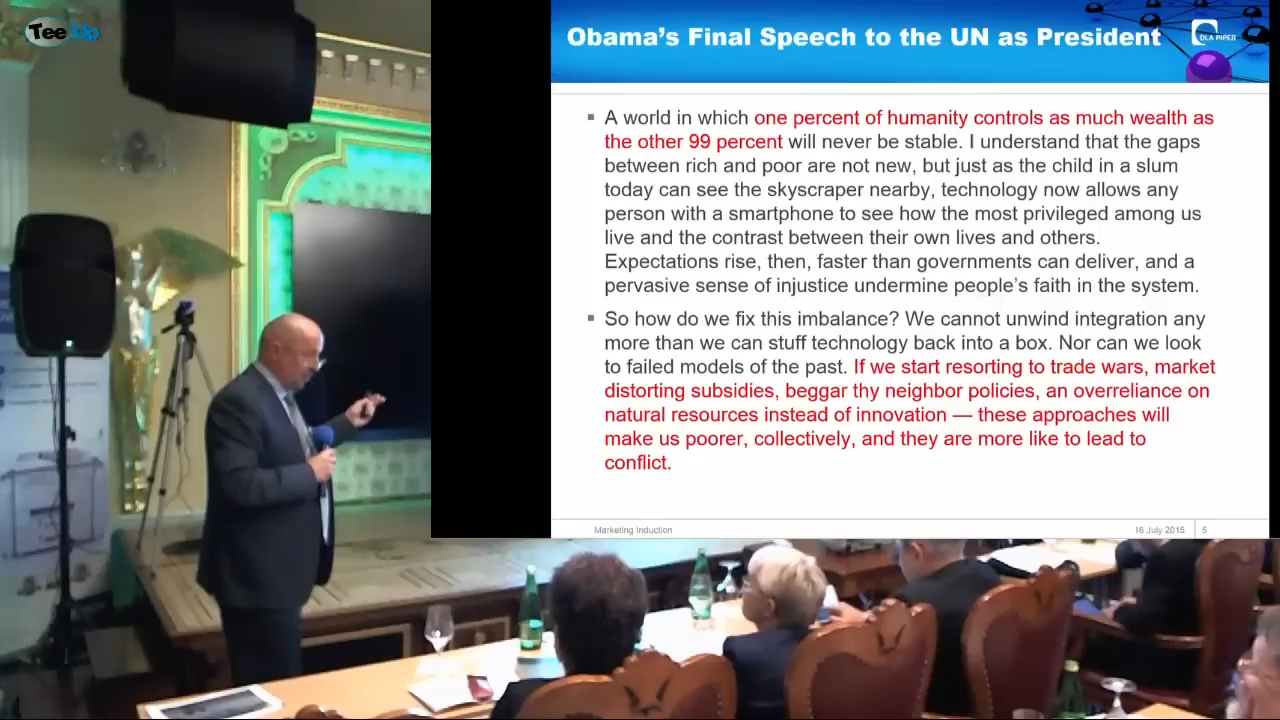 Tee Up
Obama's Final Speech to the UN as President
DLA PIPER
A world in which one percent of humanity controls as much wealth as
the other 99 percent will never be stable. I understand that the gaps
between rich and poor are not new, but just as the child in a slum
today can see the skyscraper nearby, technology now allows any
person with a smartphone to see how the most privileged among us
live and the contrast between their own lives and others.
Expectations rise, then, faster than governments can deliver, and a
pervasive sense of injustice undermine people's faith in the system.
So how do we fix this imbalance? We cannot unwind integration any
more than we can stuff technology back into a box. Nor can we look
to failed models of the past. If we start resorting to trade wars, market
distorting subsidies, beggar thy neighbor policies, an overreliance on
natural resources instead of innovation — these approaches will
make us poorer, collectively, and they are more like to lead to
conflict.
Marketing Induction
16 July 2015 5